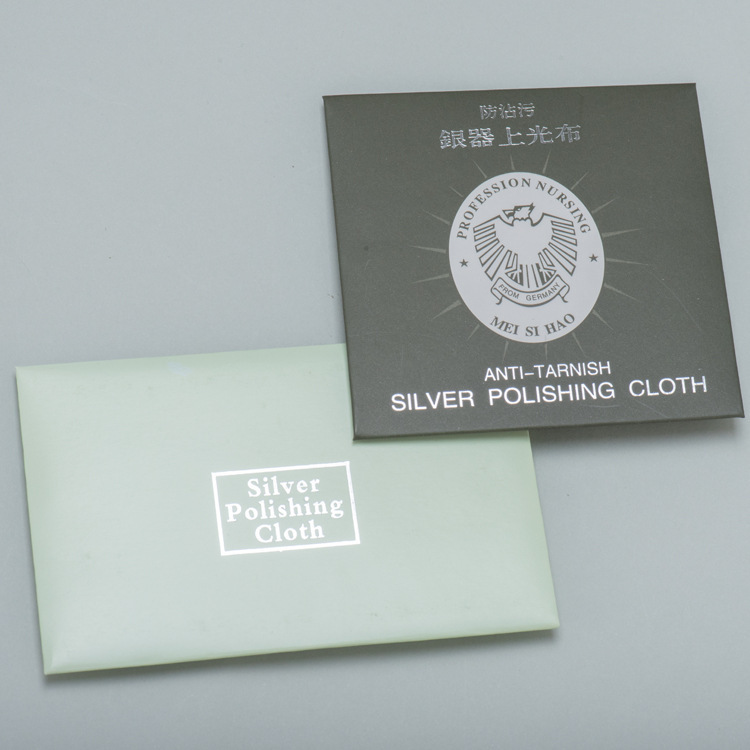 防沾污
銀器上光布
PROFESSION NURSING
FROM GERMANY
MEI SI HAO
ANTI-TARNISH
SILVER POLISHING CLOTH
Silver
Polishing
Cloth